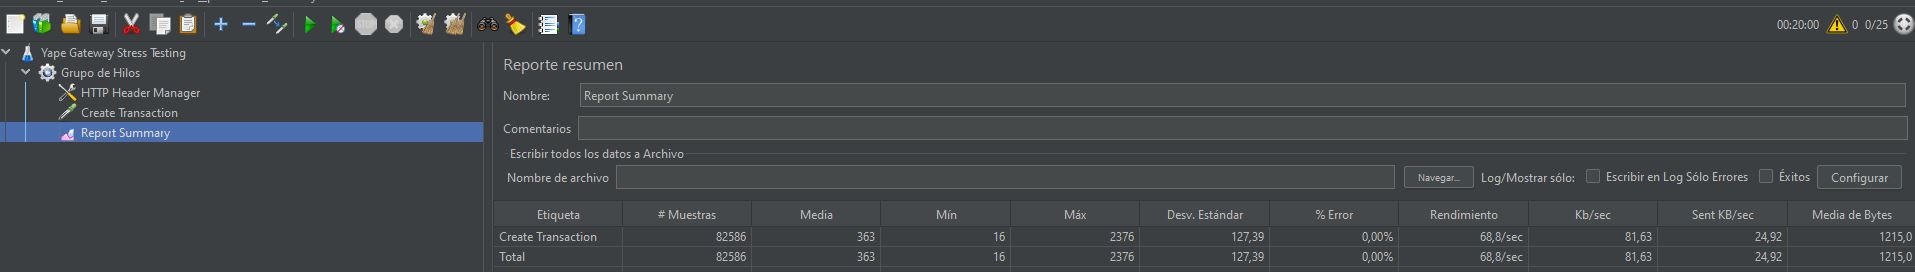 00:20:00 0 0/25
Yape Gateway Stress Testing
Grupo de Hilos
HTTP Header Manager
Create Transaction
Report Summary
Reporte resumen
Nombre: Report Summary
Comentarios
Escribir todos los datos a Archivo
Nombre de archivo Navegar... Log/Mostrar sólo: Escribir en Log Sólo Errores Éxitos Configurar
Etiqueta # Muestras Media Mín Máx Desv. Estándar % Error Rendimiento Kb/sec Sent KB/sec Media de Bytes
Create Transaction 82586 363 16 2376 127,39 0,00% 68,8/sec 81,63 24,92 1215,0
Total 82586 363 16 2376 127,39 0,00% 68,8/sec 81,63 24,92 1215,0